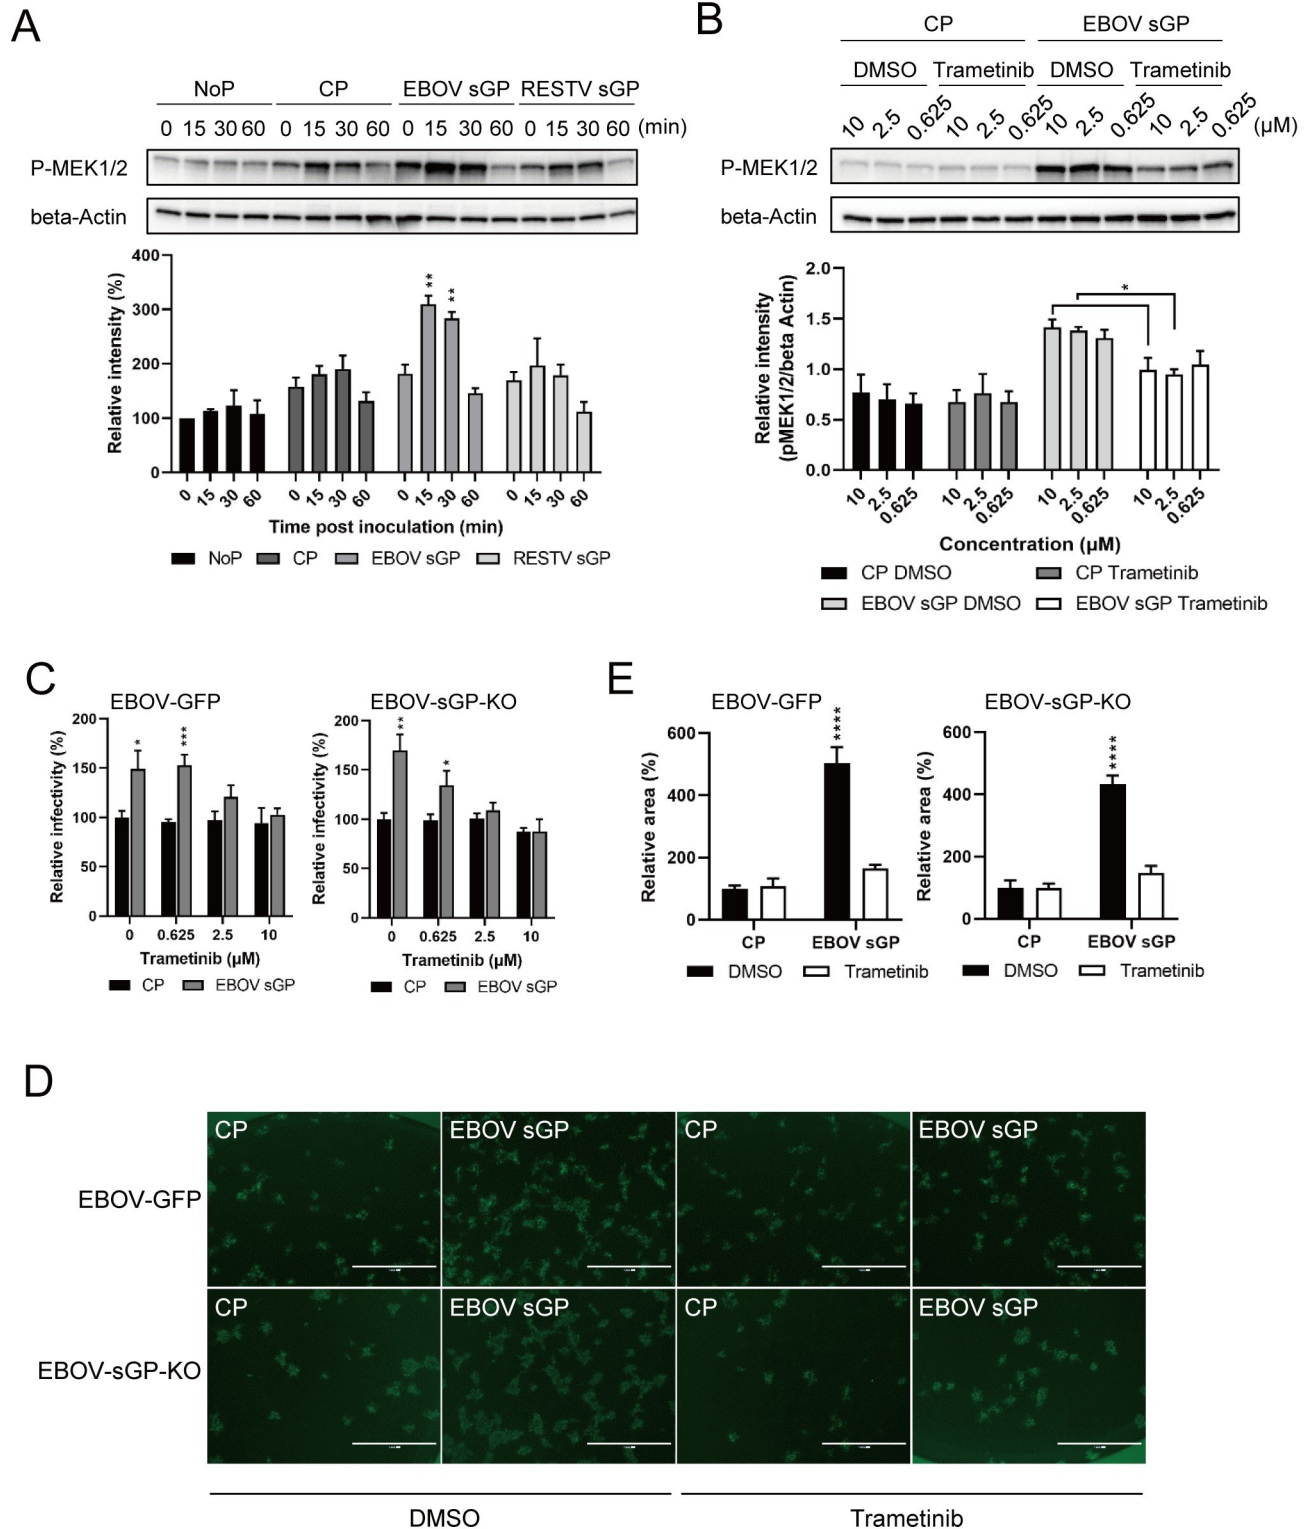 A
NoP CP EBOV sGP RESTV sGP
0 15 30 60 0 15 30 60 0 15 30 60 0 15 30 60 (min)
P-MEK1/2
beta-Actin
Relative intensity (%)
400
300
200
100
0
** **
0 15 30 60 0 15 30 60 0 15 30 60 0 15 30 60
Time post inoculation (min)
NoP CP EBOV sGP RESTV sGP
B
CP EBOV sGP
DMSO Trametinib DMSO Trametinib
10 2.5 0.625 10 2.5 0.625 10 2.5 0.625 10 2.5 0.625 (µM)
P-MEK1/2
beta-Actin
Relative intensity
(pMEK1/2/beta Actin)
2.0
1.5
1.0
0.5
0.0
*
10 2.5 0.625 10 2.5 0.625 10 2.5 0.625 10 2.5 0.625
Concentration (µM)
CP DMSO CP Trametinib
EBOV sGP DMSO EBOV sGP Trametinib
C
EBOV-GFP
Relative infectivity (%)
200
150
100
50
0
* ***
0 0.625 2.5 10
Trametinib (µM)
CP EBOV sGP
EBOV-sGP-KO
Relative infectivity (%)
200
150
100
50
0
** *
0 0.625 2.5 10
Trametinib (µM)
CP EBOV sGP
E
EBOV-GFP
Relative area (%)
600
400
200
0
****
CP EBOV sGP
DMSO Trametinib
EBOV-sGP-KO
Relative area (%)
600
400
200
0
****
CP EBOV sGP
DMSO Trametinib
D
CP EBOV sGP CP EBOV sGP
EBOV-GFP
CP EBOV sGP CP EBOV sGP
EBOV-sGP-KO
DMSO Trametinib